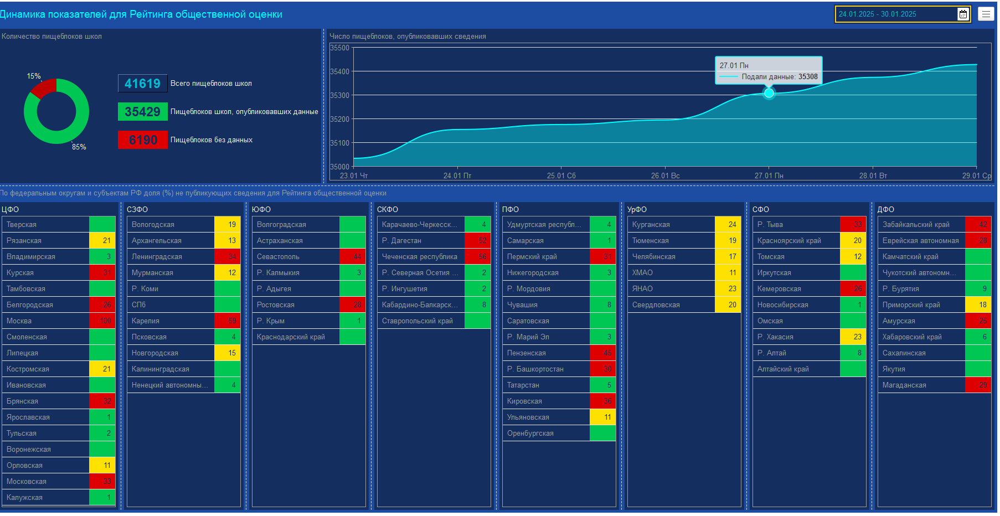 Динамика показателей для Рейтинга общественной оценки
24.01.2025 - 30.01.2025
Количество пищеблоков школ
15%
85%
41619 Всего пищеблоков школ
35429 Пищеблоков школ, опубликовавших данные
6190 Пищеблоков без данных
Число пищеблоков, опубликовавших сведения
35500
35400
35300
35200
35100
35000
27.01 Пн
Подали данные: 35308
23.01 Чт 24.01 Пт 25.01 Сб 26.01 Вс 27.01 Пн 28.01 Вт 29.01 Ср
По федеральным округам и субъектам РФ доля (%) не публикующих сведения для Рейтинга общественной оценки
ЦФО
Тверская
Рязанская 21
Владимирская 3
Курская 31
Тамбовская
Белгородская 26
Москва 100
Смоленская
Липецкая
Костромская 21
Ивановская
Брянская 32
Ярославская 1
Тульская 2
Воронежская
Орловская 11
Московская 33
Калужская 1
СЗФО
Вологодская 19
Архангельская 13
Ленинградская 34
Мурманская 12
Р. Коми
СПб
Карелия 59
Псковская 4
Новгородская 15
Калининградская
Ненецкий автономны... 4
ЮФО
Волгоградская
Астраханская
Севастополь 44
Р. Калмыкия 3
Р. Адыгея
Ростовская 28
Р. Крым 1
Краснодарский край
СКФО
Карачаево-Черкесск... 4
Р. Дагестан 52
Чеченская республика 56
Р. Северная Осетия ... 2
Р. Ингушетия 2
Кабардино-Балкарск... 8
Ставропольский край
ПФО
Удмуртская республ... 4
Самарская 1
Пермский край 31
Нижегородская 3
Р. Мордовия
Чувашия 8
Саратовская
Р. Марий Эл 3
Пензенская 45
Р. Башкортостан 30
Татарстан 5
Кировская 36
Ульяновская 11
Оренбургская
УрФО
Курганская 24
Тюменская 19
Челябинская 17
ХМАО 11
ЯНАО 23
Свердловская 20
СФО
Р. Тыва 33
Красноярский край 20
Томская 12
Иркутская
Кемеровская 26
Новосибирская 1
Омская
Р. Хакасия 23
Р. Алтай 8
Алтайский край
ДФО
Забайкальский край 42
Еврейская автономная 28
Камчатский край
Чукотский автономн...
Р. Бурятия 9
Приморский край 18
Амурская 25
Хабаровский край 6
Сахалинская
Якутия
Магаданская 29